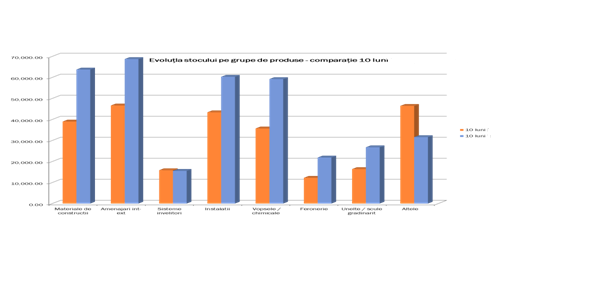 Evoluția stocului pe grupe de produse - comparație 10 luni
70,000.00
60,000.00
50,000.00
40,000.00
30,000.00
20,000.00
10,000.00
0.00
Materiale de
constructii
Amenajari int-
ext
Sisteme
invelitori
Instalatii
Vopsele /
chimicale
Feronerie
Unelte / scule
gradinarit
Altele
10 luni
10 luni